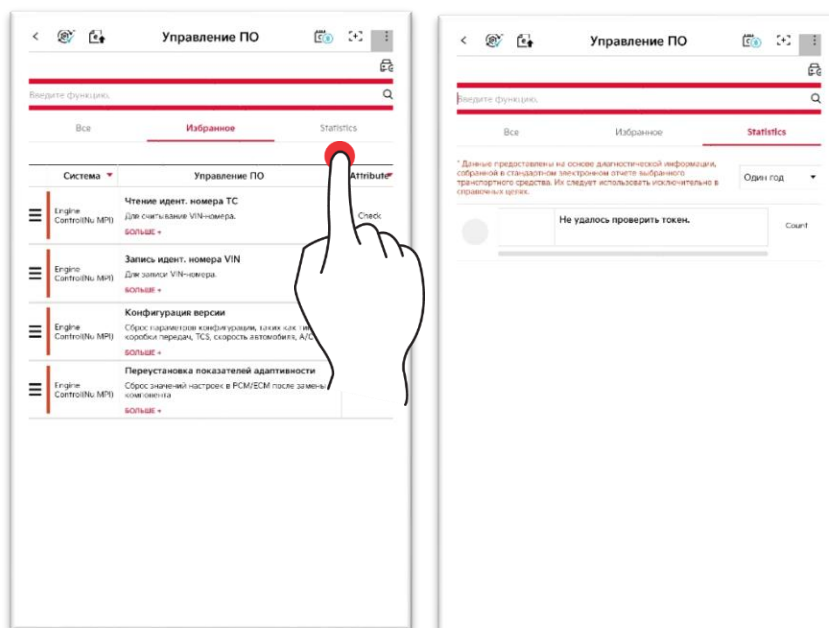 Управление ПО
Введите функцию.
Все
Избранное
Statistics
Система
Управление ПО
Attribute
Engine
Control(Nu MPI)
Чтение идент. номера ТС
Для считывание VIN-номера.
БОЛЬШЕ +
Check
Engine
Control(Nu MPI)
Запись идент. номера VIN
Для записи VIN-номера.
БОЛЬШЕ +
Engine
Control(Nu MPI)
Конфигурация версии
Сброс параметров конфигурации, таких как тип
коробки передач, TCS, скорость автомобиля, A/C
БОЛЬШЕ +
Engine
Control(Nu MPI)
Переустановка показателей адаптивности
Сброс значений настроек в PCM/ECM после замены
компонента
БОЛЬШЕ +
Управление ПО
Введите функцию.
Все
Избранное
Statistics
* Данные предоставлены на основе диагностической информации,
собранной в стандартном электронном отчете выбранного
транспортного средства. Их следует использовать исключительно в
справочных целях.
Один год
Не удалось проверить токен.
Count